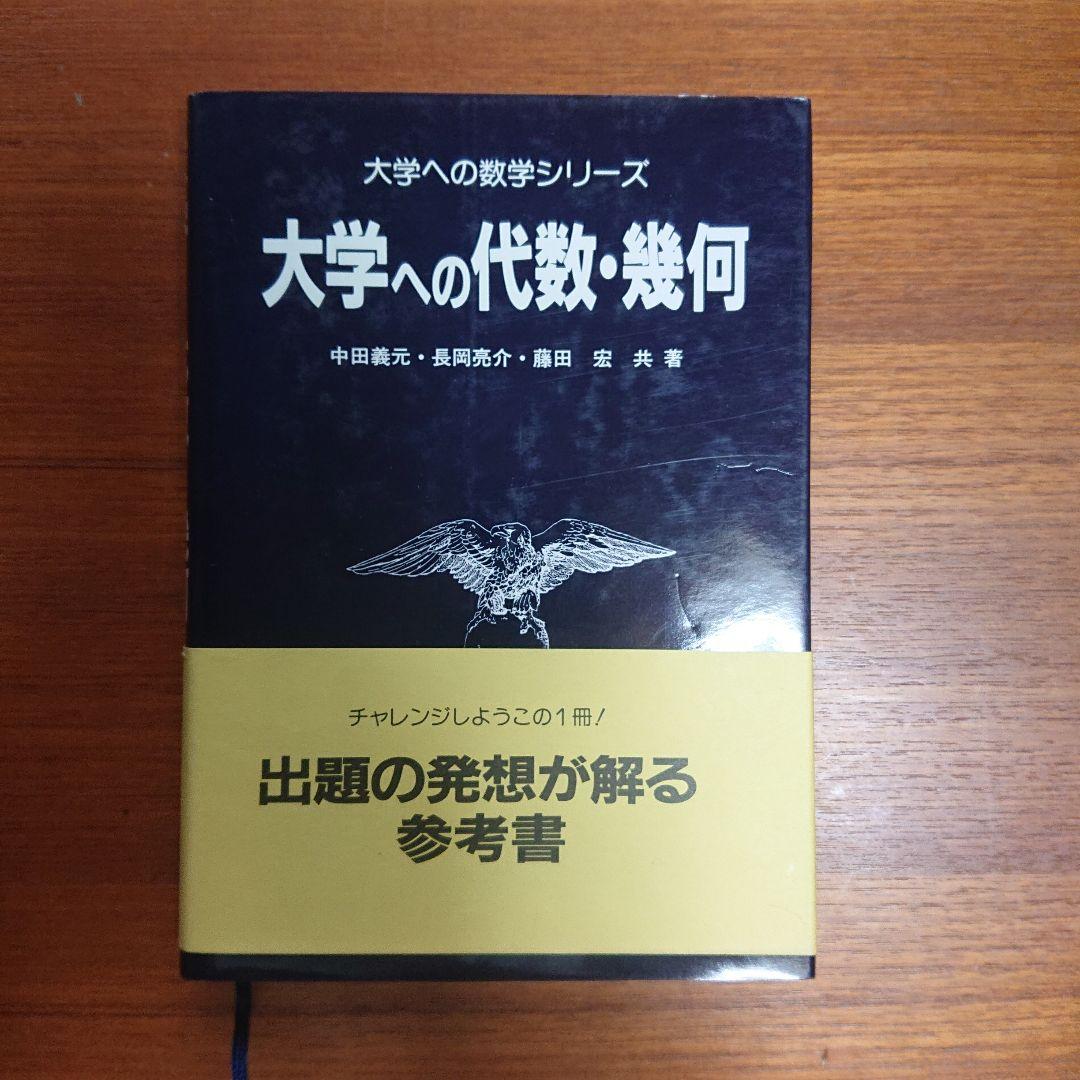 大学への数学シリーズ
大学への代数・幾何
中田義元・長岡亮介・藤田 宏 共著
チャレンジしようこの1冊!
出題の発想が解る
参考書